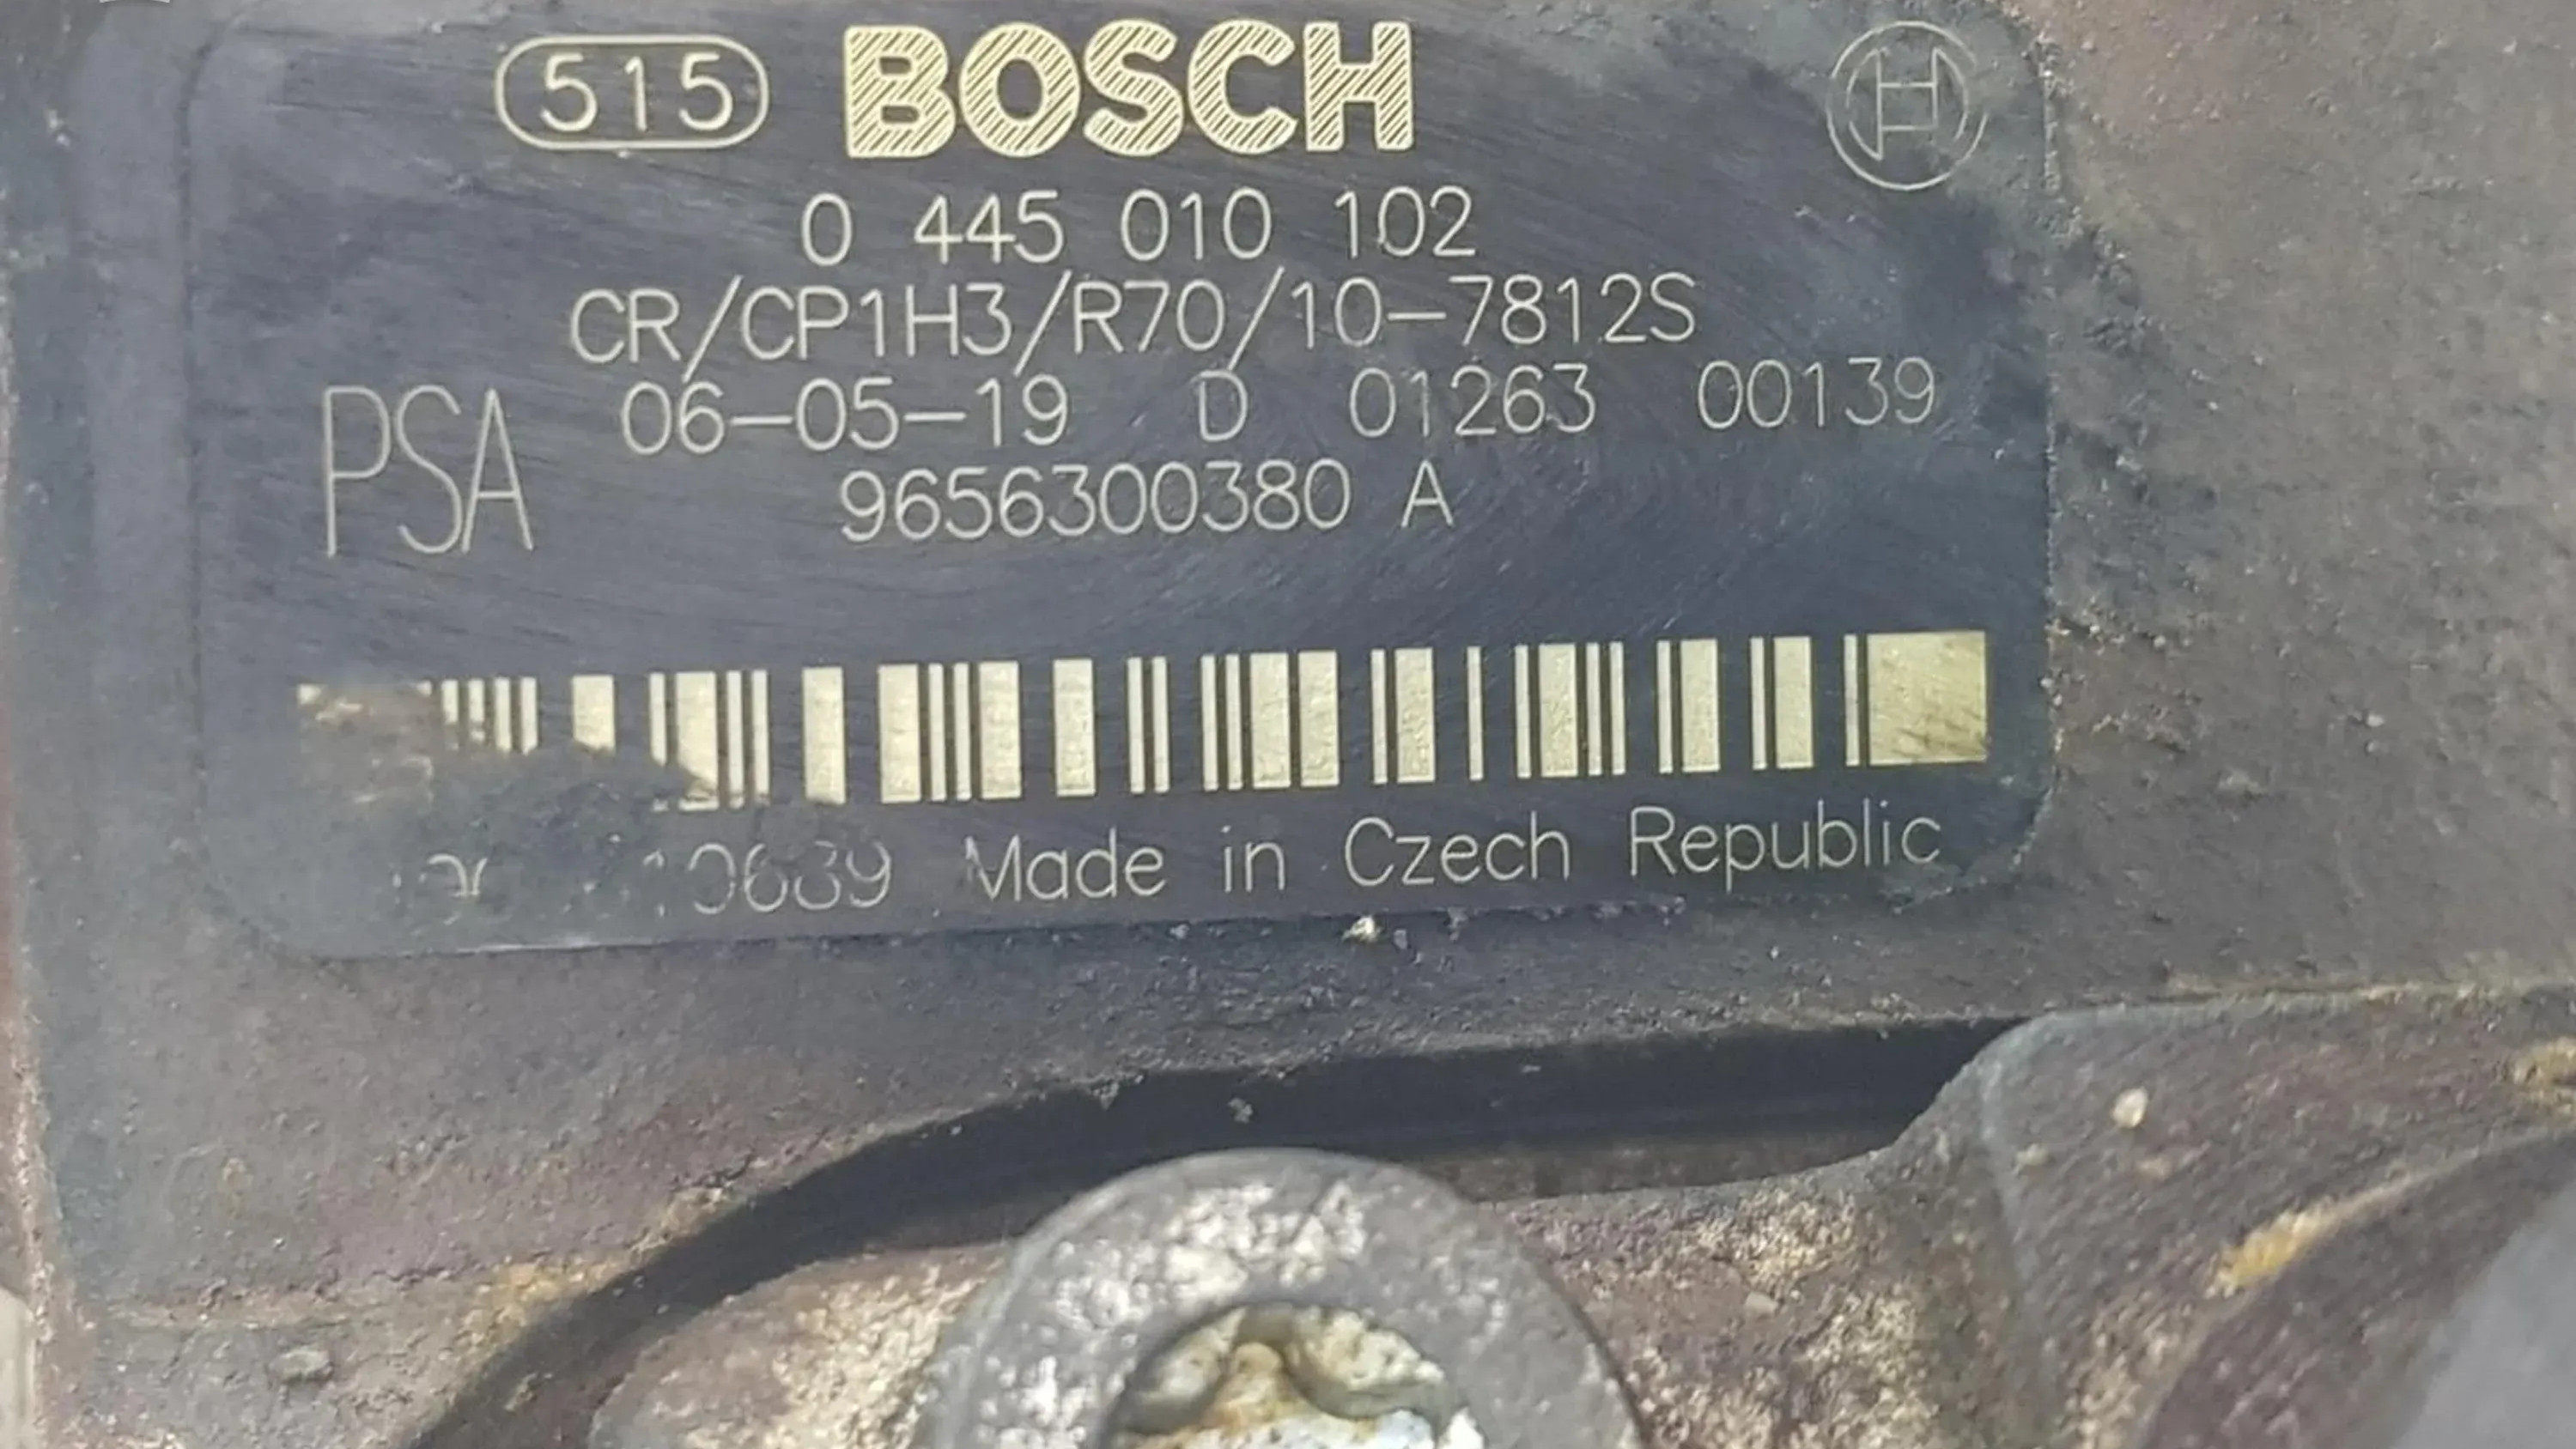 515 BOSCH
0 445 010 102
CR/CP1H3/R70/10-7812S
PSA 06-05-19 D 01263 00139
9656300380 A
Made in Czech Republic